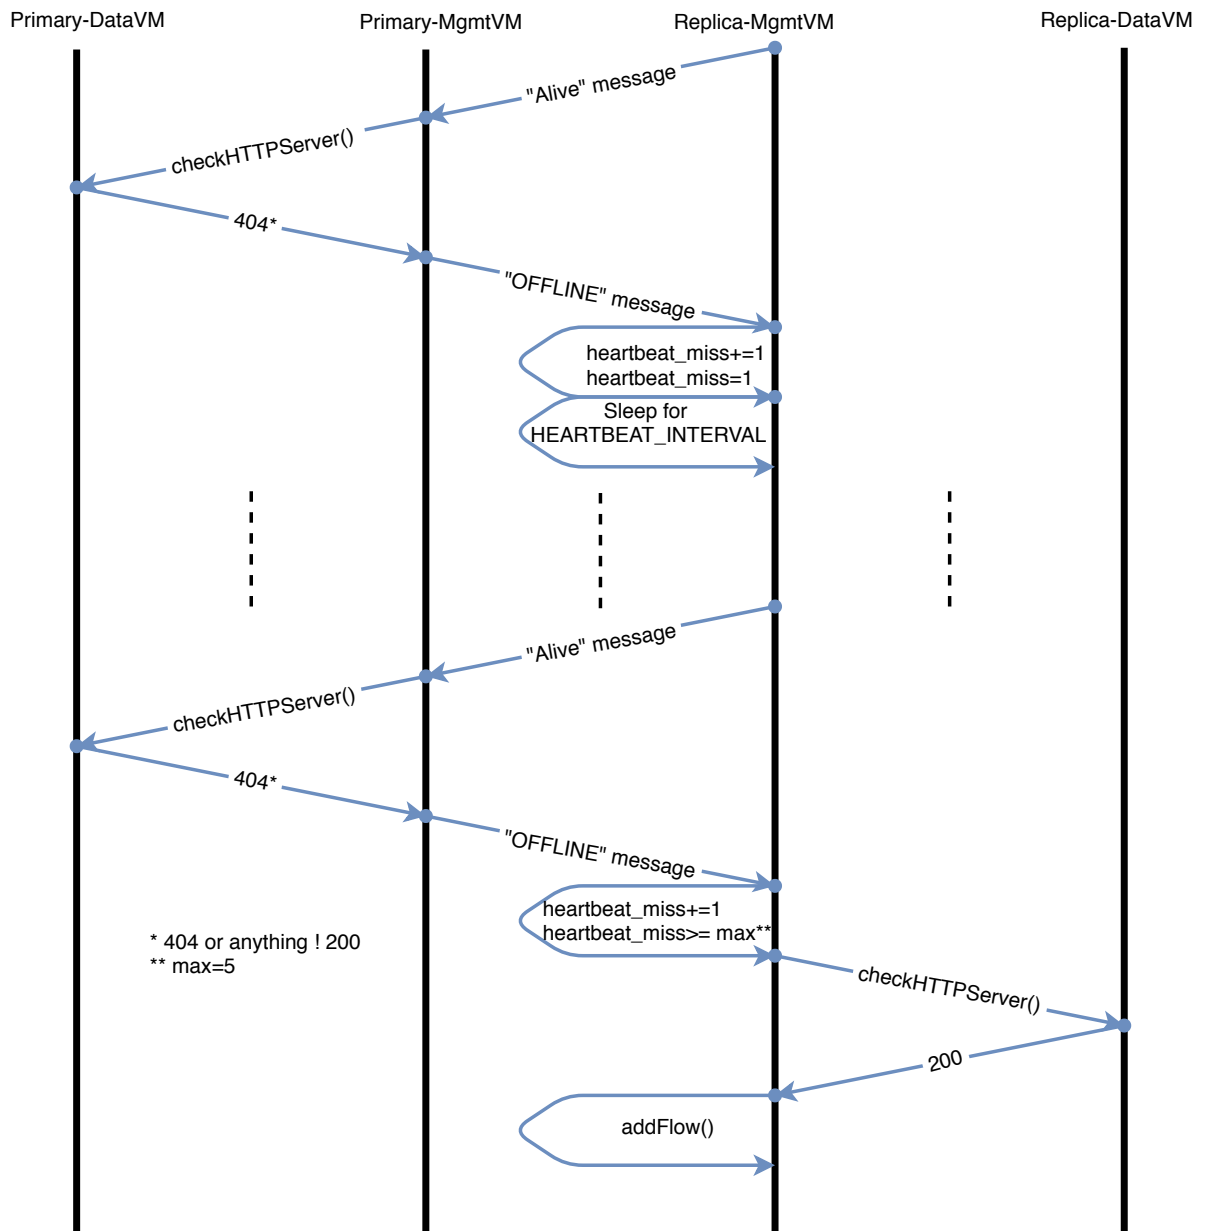 Primary-DataVM
Primary-MgmtVM
Replica-MgmtVM
Replica-DataVM
"Alive" message
checkHTTPServer()
404*
"OFFLINE" message
heartbeat_miss+=1
heartbeat_miss=1
Sleep for
HEARTBEAT_INTERVAL
"Alive" message
checkHTTPServer()
404*
"OFFLINE" message
heartbeat_miss+=1
heartbeat_miss>= max**
* 404 or anything ! 200
** max=5
checkHTTPServer()
200
addFlow()